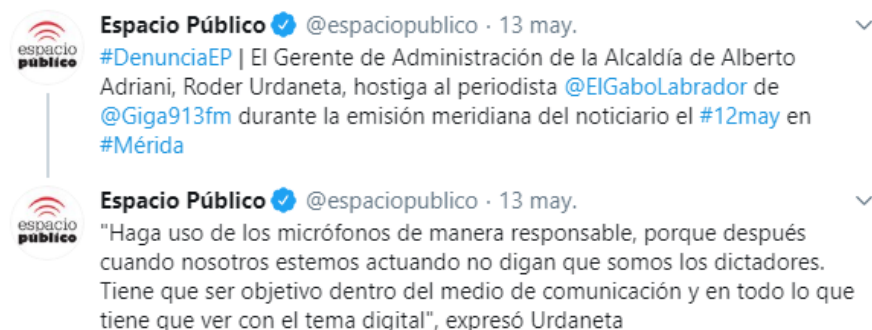 espacio
público
Espacio Público @espaciopublico · 13 may.
#DenunciaEP | El Gerente de Administración de la Alcaldía de Alberto
Adriani, Roder Urdaneta, hostiga al periodista @ElGaboLabrador de
@Giga913fm durante la emisión meridiana del noticiario el #12may en
#Mérida
espacio
público
Espacio Público @espaciopublico · 13 may.
"Haga uso de los micrófonos de manera responsable, porque después
cuando nosotros estemos actuando no digan que somos los dictadores.
Tiene que ser objetivo dentro del medio de comunicación y en todo lo que
tiene que ver con el tema digital", expresó Urdaneta